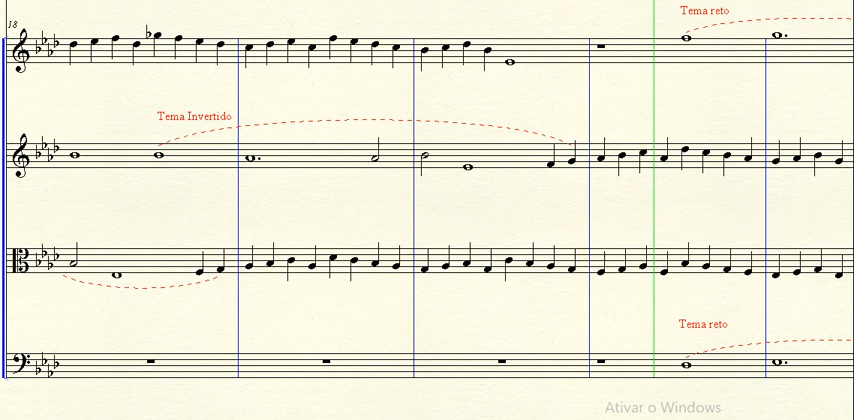 Tema reto
18
Tema Invertido
Tema reto
Ativar o Windows